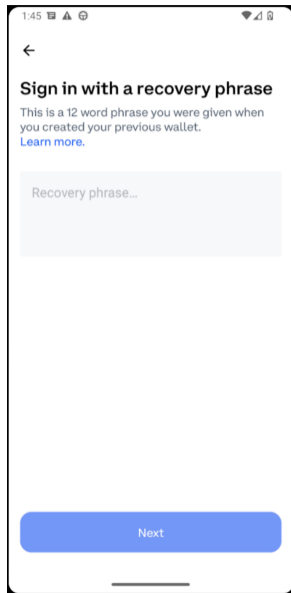 1:45
Sign in with a recovery phrase
This is a 12 word phrase you were given when
you created your previous wallet.
Learn more.
Recovery phrase...
Next